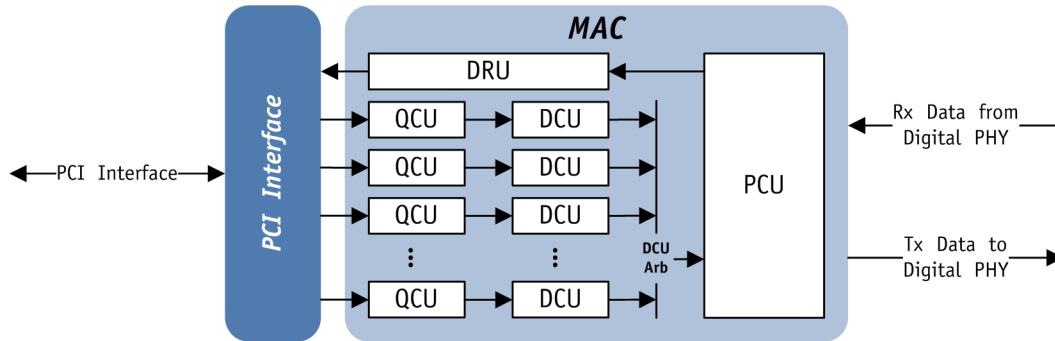 MAC
PCI Interface
PCI Interface
DRU
QCU
DCU
QCU
DCU
QCU
DCU
⋮
⋮
QCU
DCU
DCU
Arb
PCU
Rx Data from
Digital PHY
Tx Data to
Digital PHY